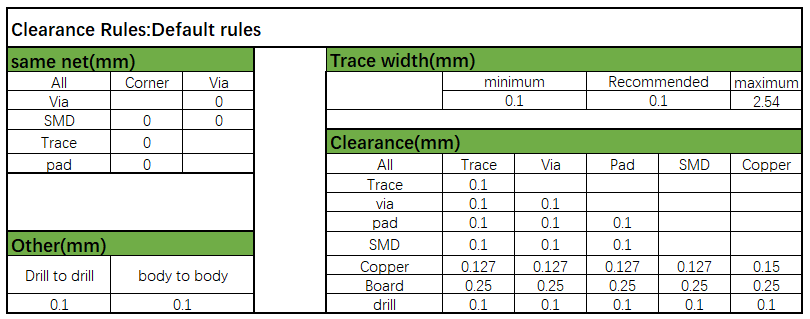 Clearance Rules:Default rules
same net(mm)
All Corner Via
Via 0
SMD 0 0
Trace 0
pad 0
Other(mm)
Drill to drill body to body
0.1 0.1
Trace width(mm)
minimum Recommended maximum
0.1 0.1 2.54
Clearance(mm)
All Trace Via Pad SMD Copper
Trace 0.1
via 0.1 0.1
pad 0.1 0.1 0.1
SMD 0.1 0.1 0.1
Copper 0.127 0.127 0.127 0.127 0.15
Board 0.25 0.25 0.25 0.25 0.25
drill 0.1 0.1 0.1 0.1 0.1